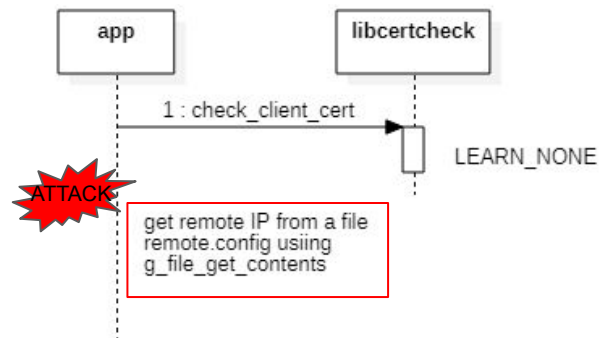 app
libcertcheck
1 : check_client_cert
LEARN_NONE
ATTACK
get remote IP from a file
remote.config usiing
g_file_get_contents